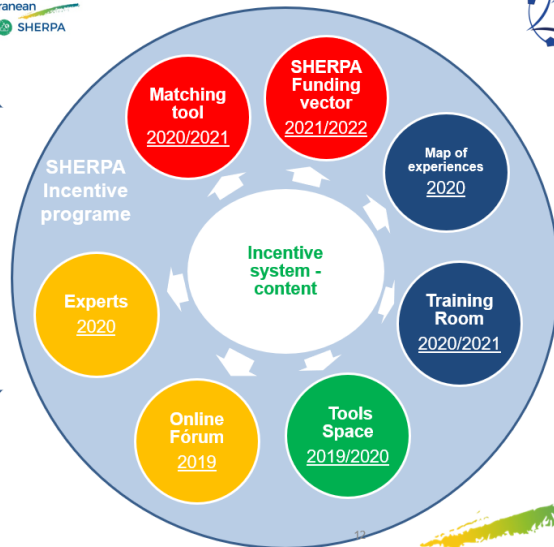 ranean
SHERPA
Matching
tool
2020/2021
SHERPA
Funding
vector
2021/2022
Map of
experiences
2020
SHERPA
Incentive
programe
Incentive
system -
content
Experts
2020
Training
Room
2020/2021
Online
Fórum
2019
Tools
Space
2019/2020